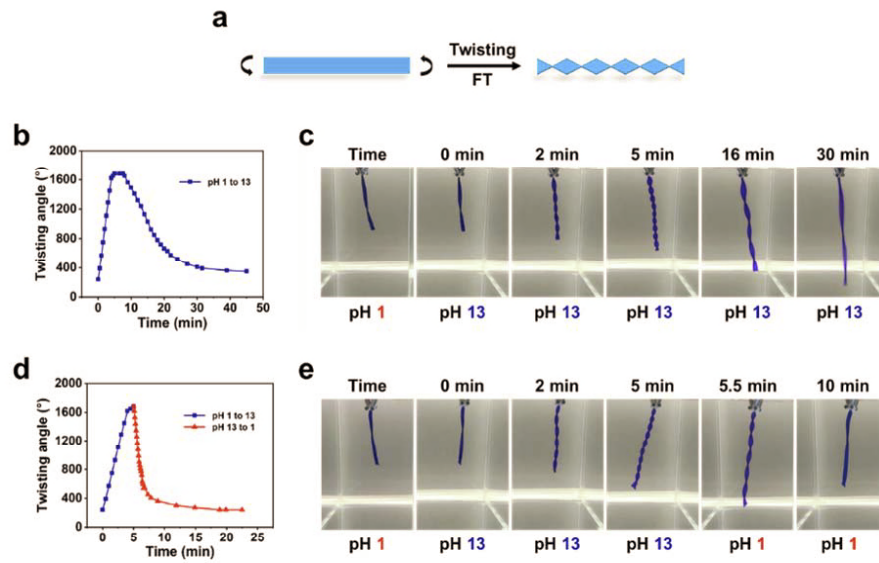 a
Twisting
FT
b
2000
1600
1200
800
400
0
Twisting angle (°)
pH 1 to 13
0 10 20 30 40 50
Time (min)
c
Time 0 min 2 min 5 min 16 min 30 min
pH 1 pH 13 pH 13 pH 13 pH 13 pH 13
d
2000
1600
1200
800
400
0
Twisting angle (°)
pH 1 to 13
pH 13 to 1
0 5 10 15 20 25
Time (min)
e
Time 0 min 2 min 5 min 5.5 min 10 min
pH 1 pH 13 pH 13 pH 13 pH 1 pH 1